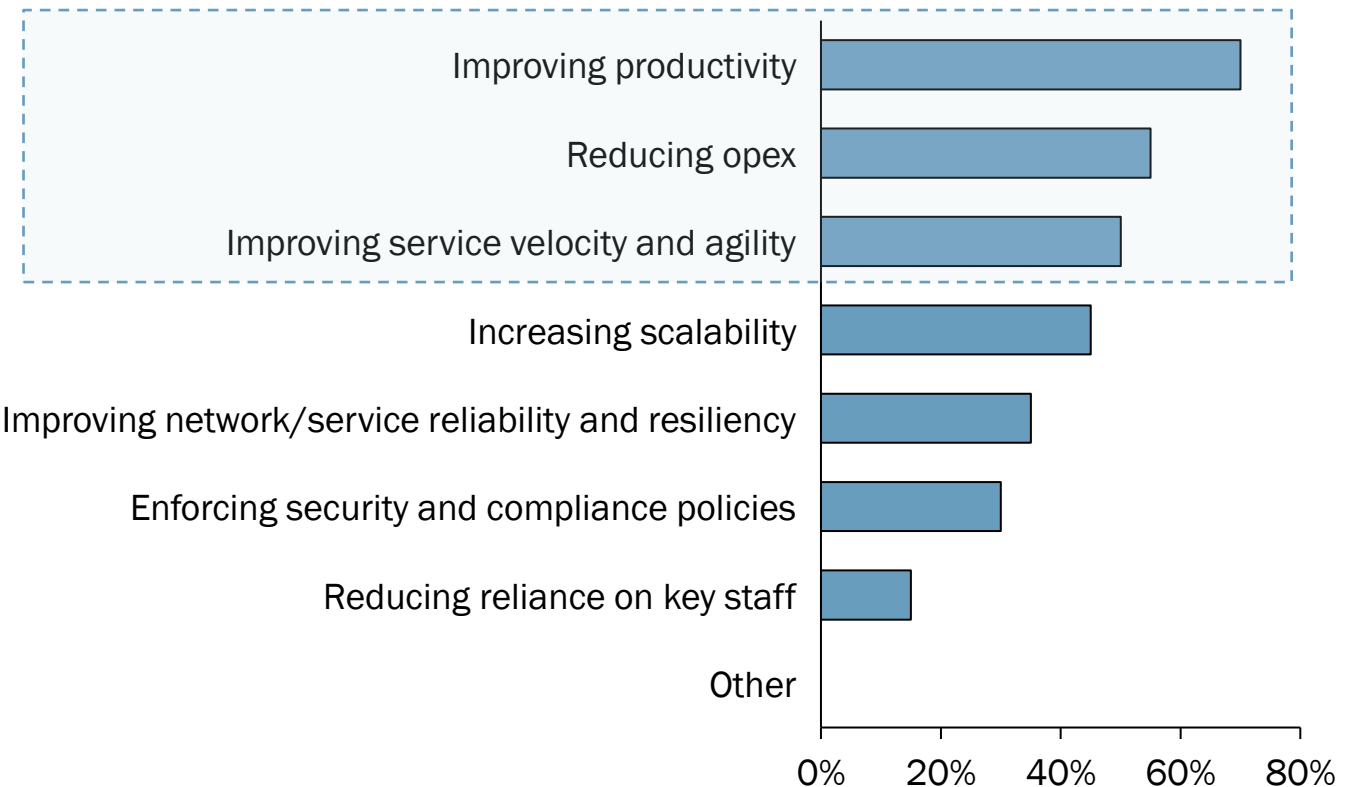 Improving productivity
Reducing opex
Improving service velocity and agility
Increasing scalability
Improving network/service reliability and resiliency
Enforcing security and compliance policies
Reducing reliance on key staff
Other
0% 20% 40% 60% 80%